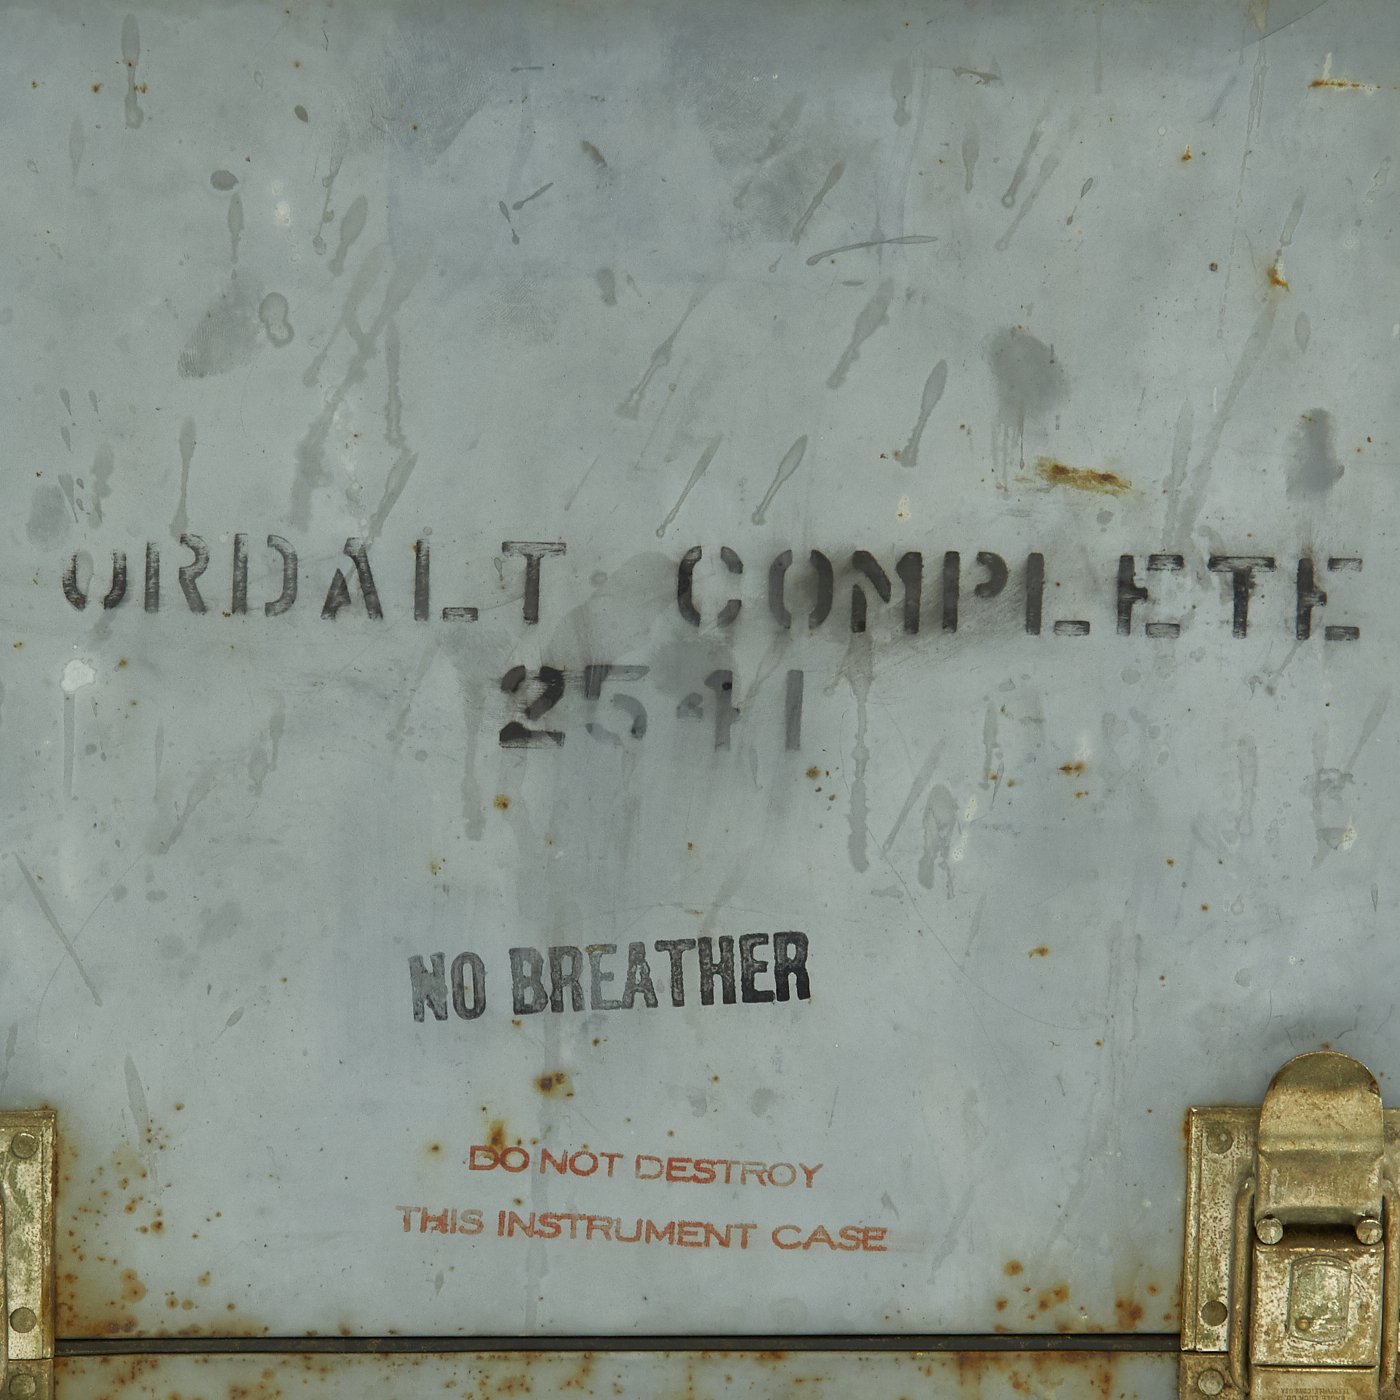 ORDALT COMPLETE
2541
NO BREATHER
DO NOT DESTROY
THIS INSTRUMENT CASE